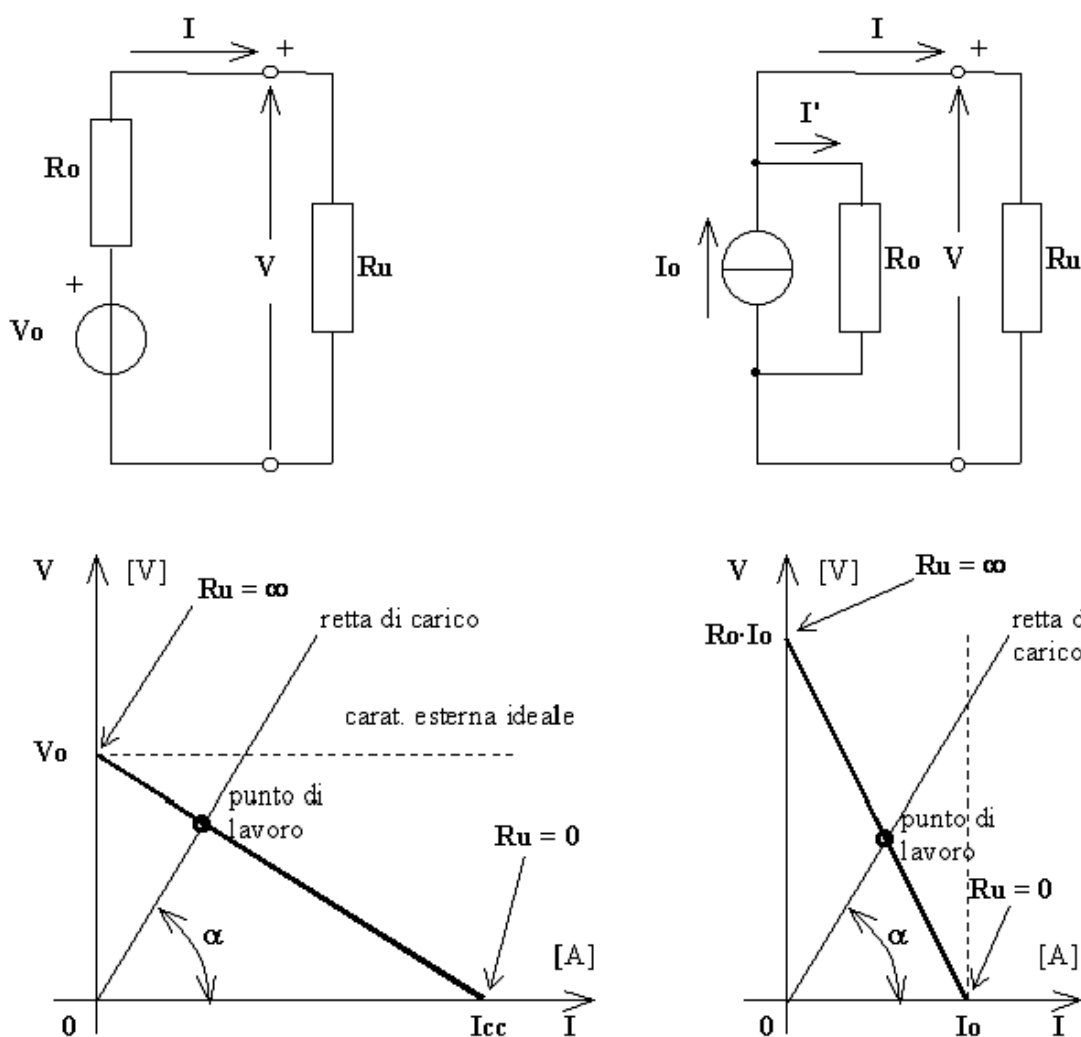 I +
I +
I'
Ro
+
V
Ru
Vo
Io
Ro
V
Ru
V [V]
Ru = ∞
retta di carico
carat. esterna ideale
Vo
punto di
lavoro
Ru = 0
α
[A]
0
Icc
I
V [V]
Ru = ∞
Ro·Io
retta d
carico
punto di
lavoro
Ru = 0
α
[A]
0
Io
I